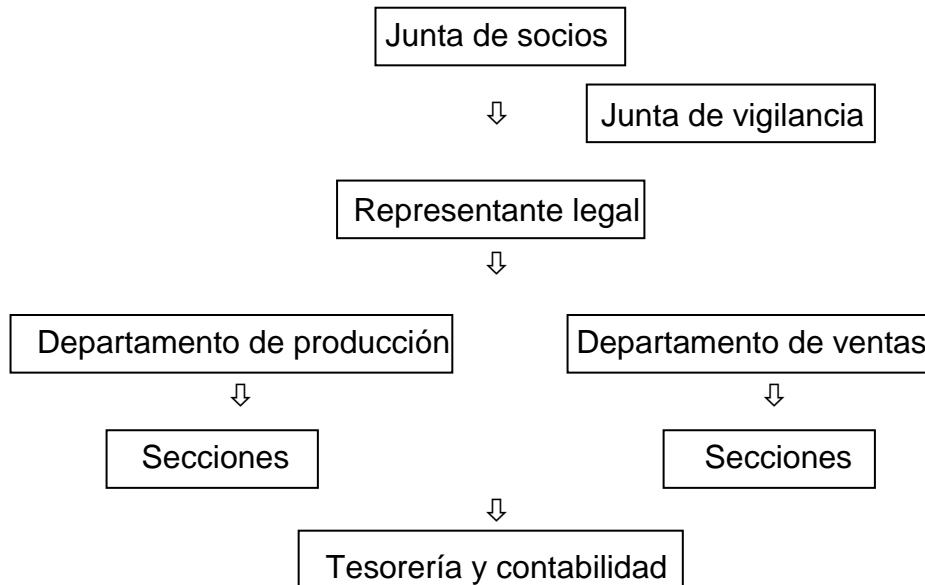 Junta de socios
Junta de vigilancia
Representante legal
Departamento de producción
Departamento de ventas
Secciones
Secciones
Tesorería y contabilidad